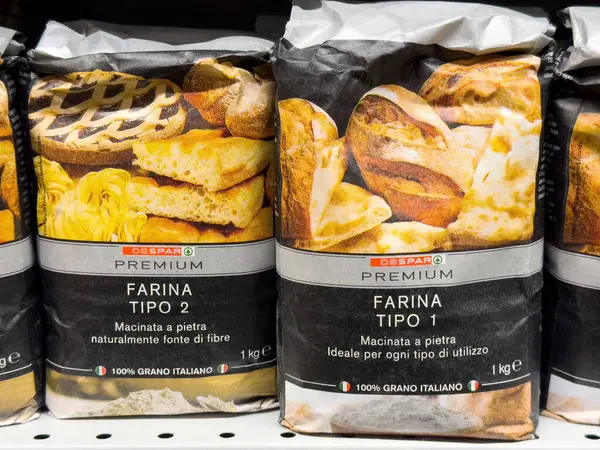 DESPAR
PREMIUM
FARINA
TIPO 2
Macinata a pietra
naturalmente fonte di fibre
1 kg e
100% GRANO ITALIANO
DESPAR
PREMIUM
FARINA
TIPO 1
Macinata a pietra
Ideale per ogni tipo di utilizzo
1 kg e
100% GRANO ITALIANO
g e